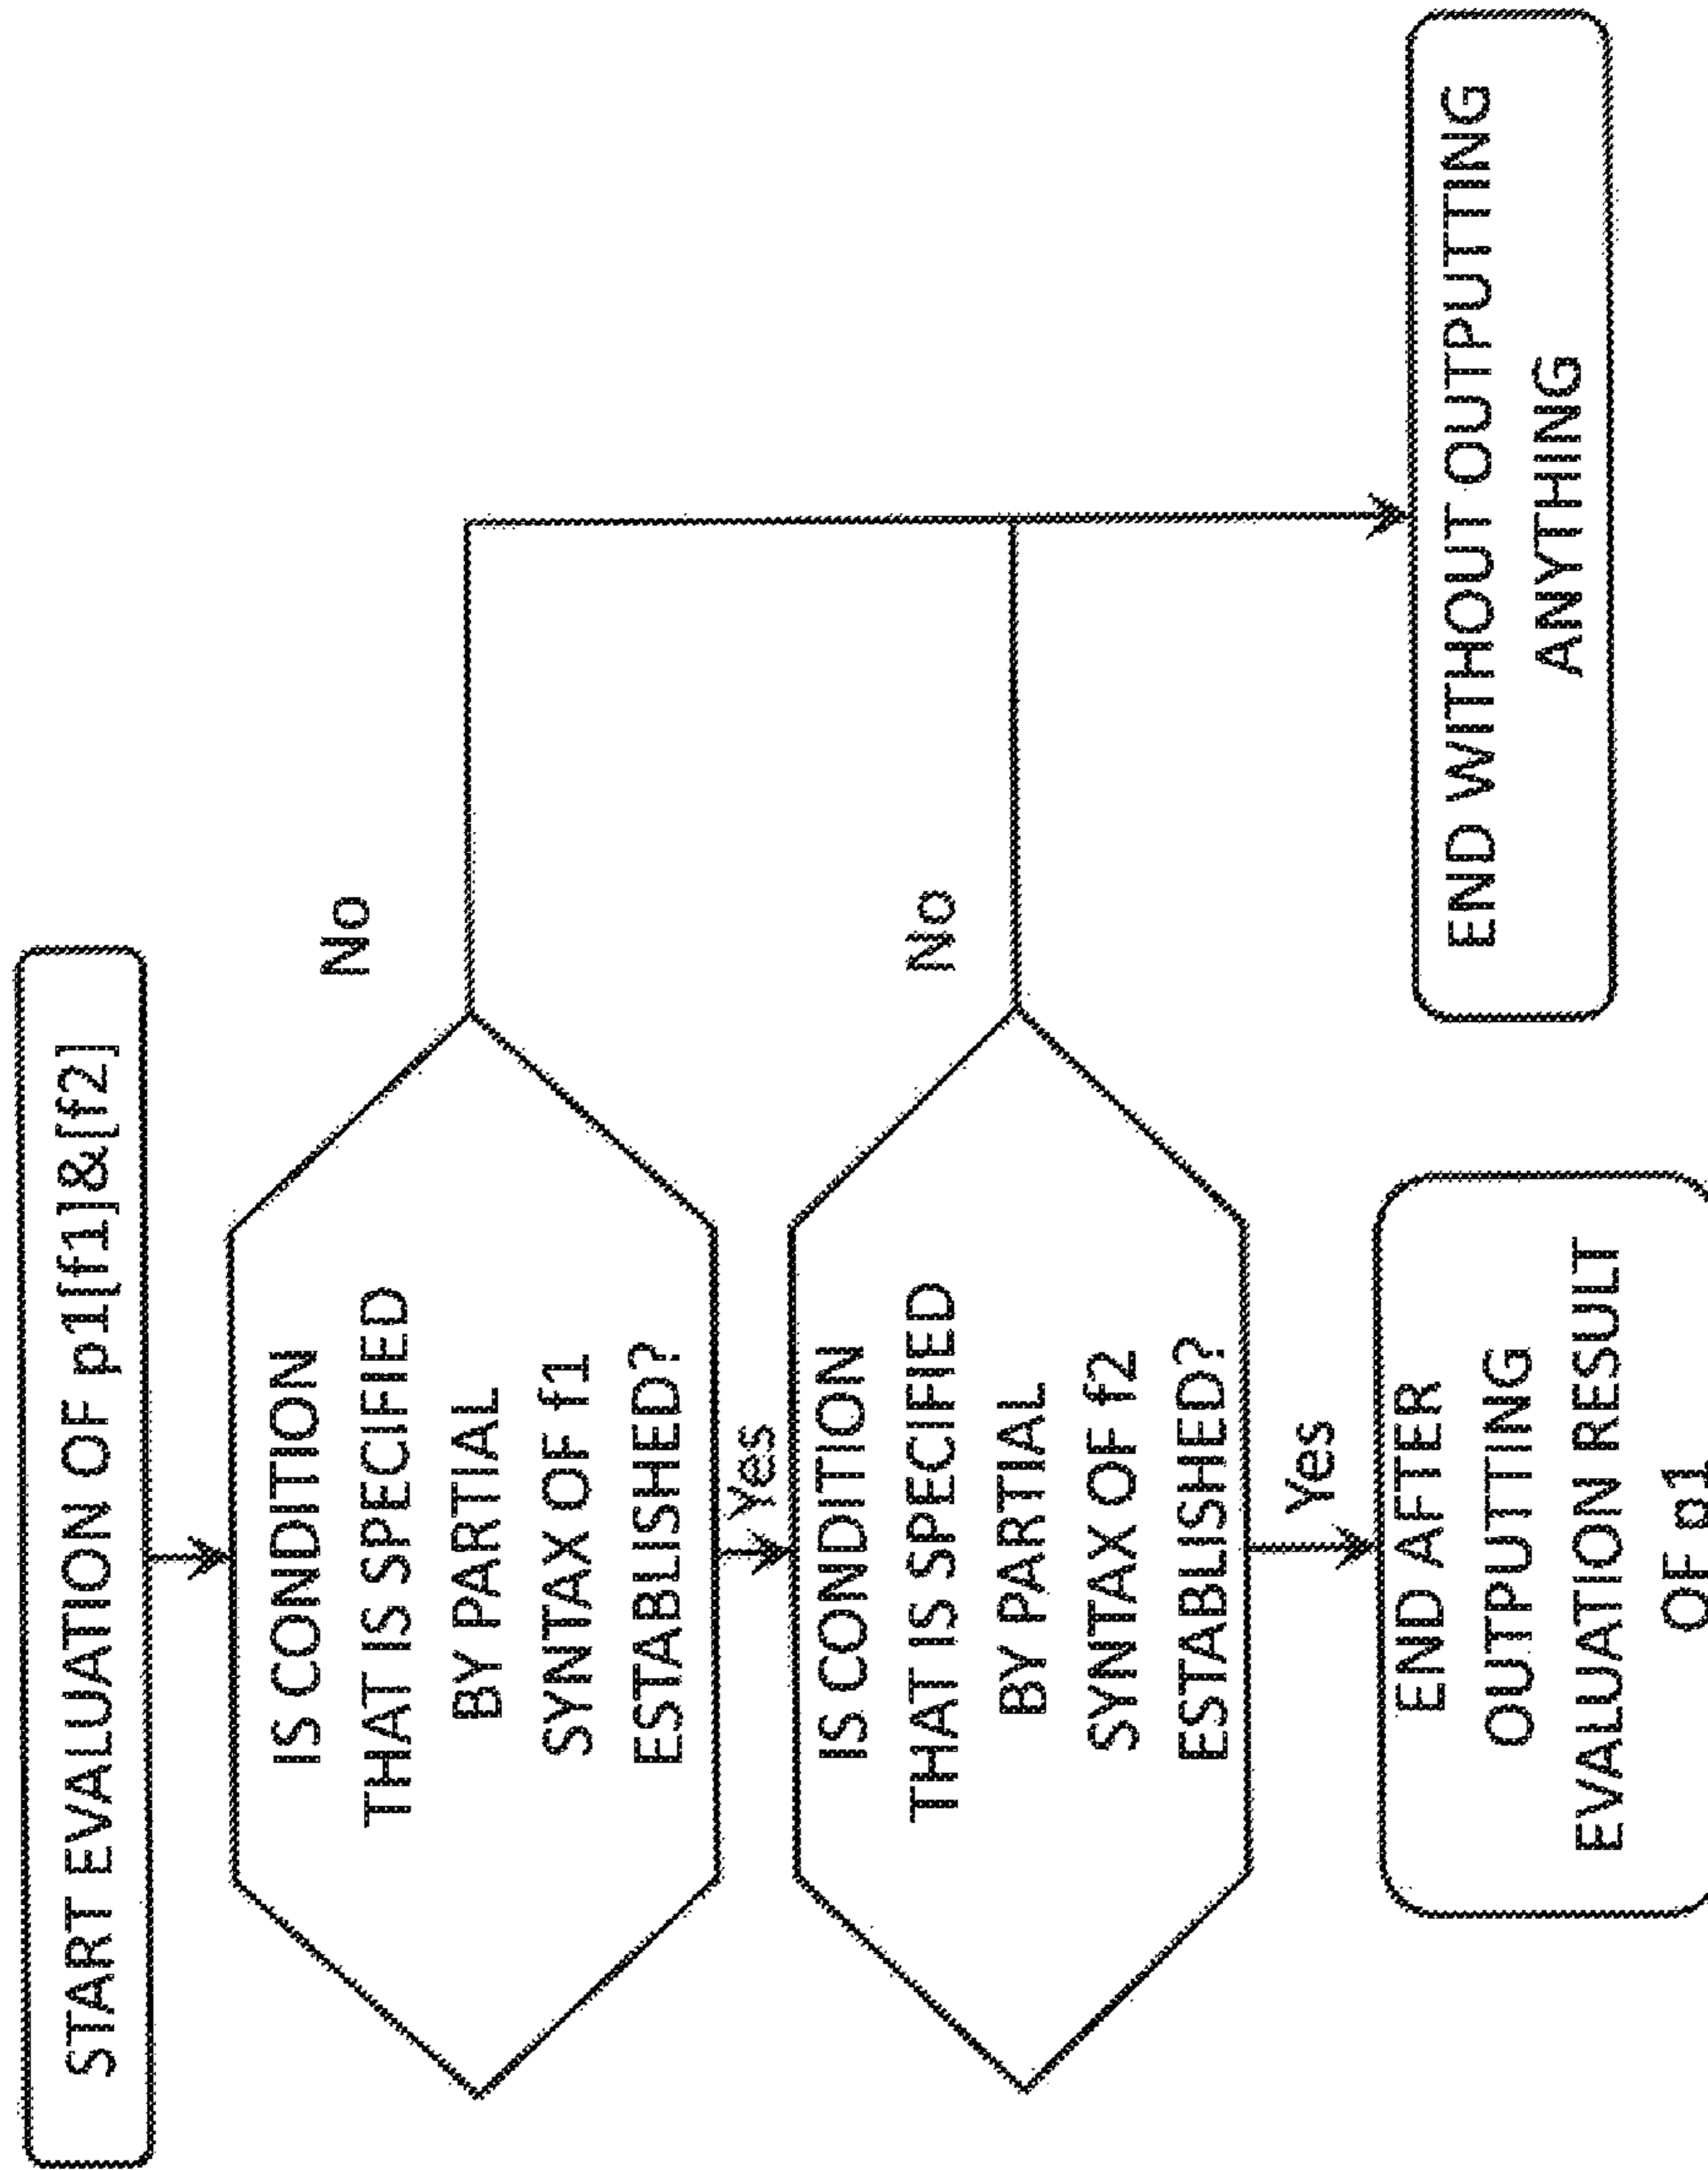 START EVALUATION OF p1[f1]&[f2]
IS CONDITION
THAT IS SPECIFIED
BY PARTIAL
SYNTAX OF f1
ESTABLISHED?
No
Yes
IS CONDITION
THAT IS SPECIFIED
BY PARTIAL
SYNTAX OF f2
ESTABLISHED?
No
Yes
END AFTER
OUTPUTTING
EVALUATION RESULT
OF p1
END WITHOUT OUTPUTTING
ANYTHING